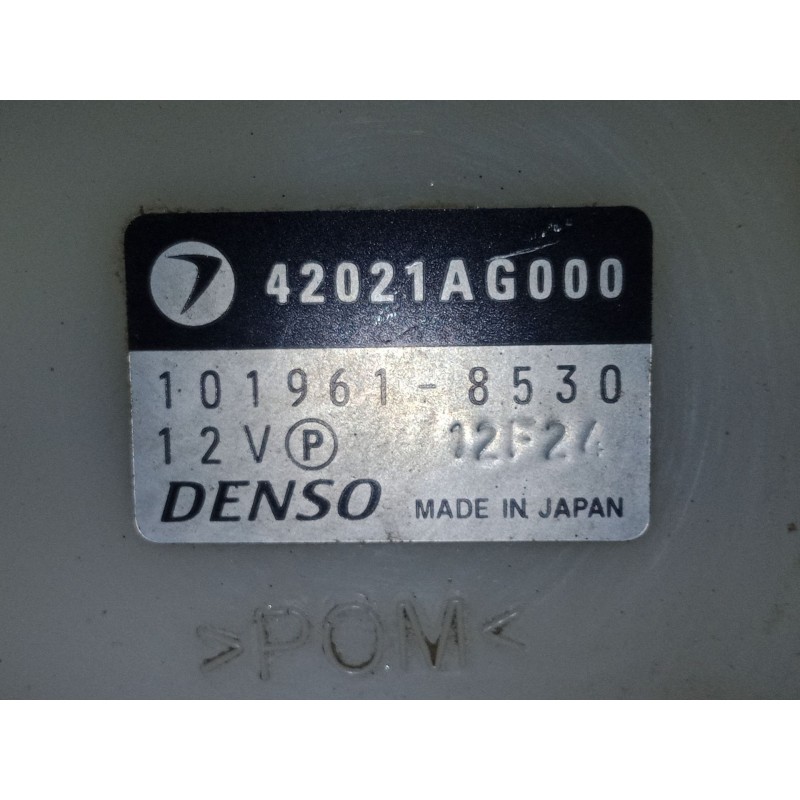 42021AG000
101961-8530
12V P 12F24
DENSO MADE IN JAPAN
>POM<